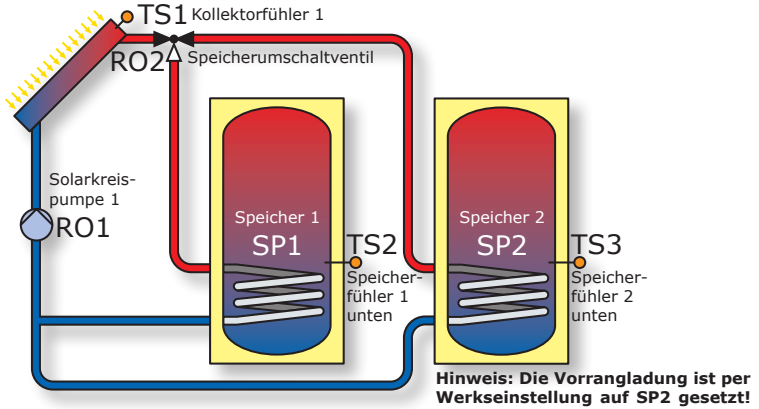 TS1 Kollektorfühler 1
RO2 Speicherumschaltventil
Solarkreis-
pumpe 1
RO1
Speicher 1
SP1
TS2
Speicher-
fühler 1
unten
Speicher 2
SP2
TS3
Speicher-
fühler 2
unten
Hinweis: Die Vorrangladung ist per
Werkseinstellung auf SP2 gesetzt!